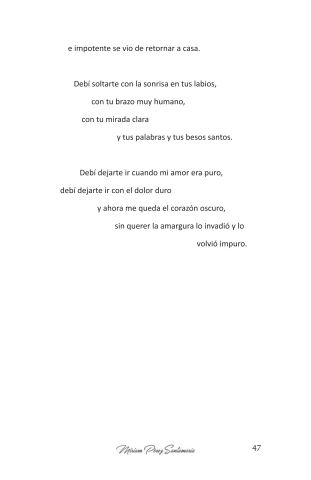 e impotente se vio de retornar a casa.
Debí soltarte con la sonrisa en tus labios,
con tu brazo muy humano,
con tu mirada clara
y tus palabras y tus besos santos.
Debí dejarte ir cuando mi amor era puro,
debí dejarte ir con el dolor duro
y ahora me queda el corazón oscuro,
sin querer la amargura lo invadió y lo
volvió impuro.
Míriam Pérez Santamaría 47